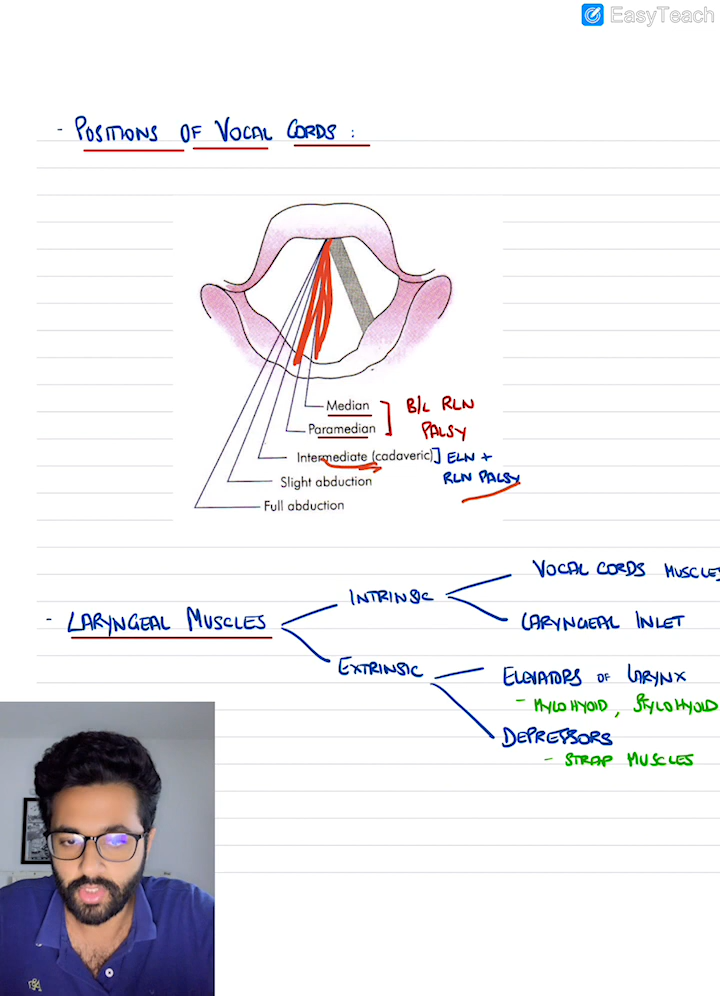 EasyTeach
- POSITIONS OF VOCAL CORDS :
Median ] B/L RLN
Paramedian PALSY
Intermediate (cadaveric) ] ELN +
RLN PALSY
Slight abduction
Full abduction
VOCAL CORDS MUSCLES
INTRINSIC
- LARYNGEAL MUSCLES
LARYNGEAL INLET
EXTRINSIC
ELEVATORS OF LARYNX
- MYLOHYOID, STYLOHYOID
DEPRESSORS
- STRAP MUSCLES